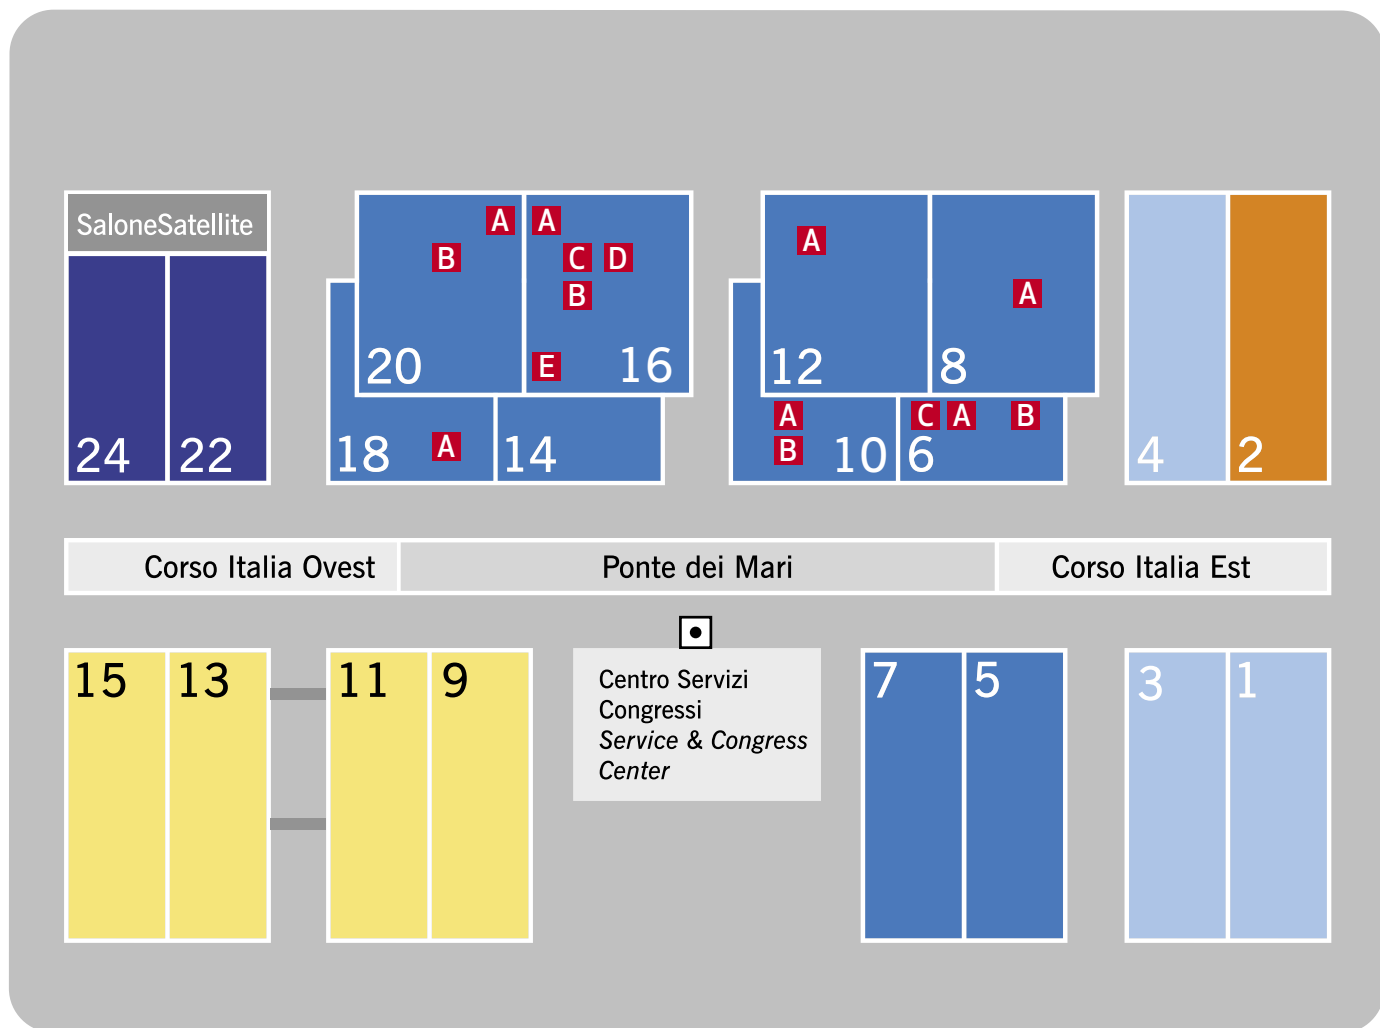 SaloneSatellite
A A
A
B C D
B
A
20 E 16
12 8
A C A B
24 22 18 A 14 B 10 6 4 2
Corso Italia Ovest Ponte dei Mari Corso Italia Est
15 13 11 9
Centro Servizi
Congressi
Service & Congress
Center
7 5 3 1